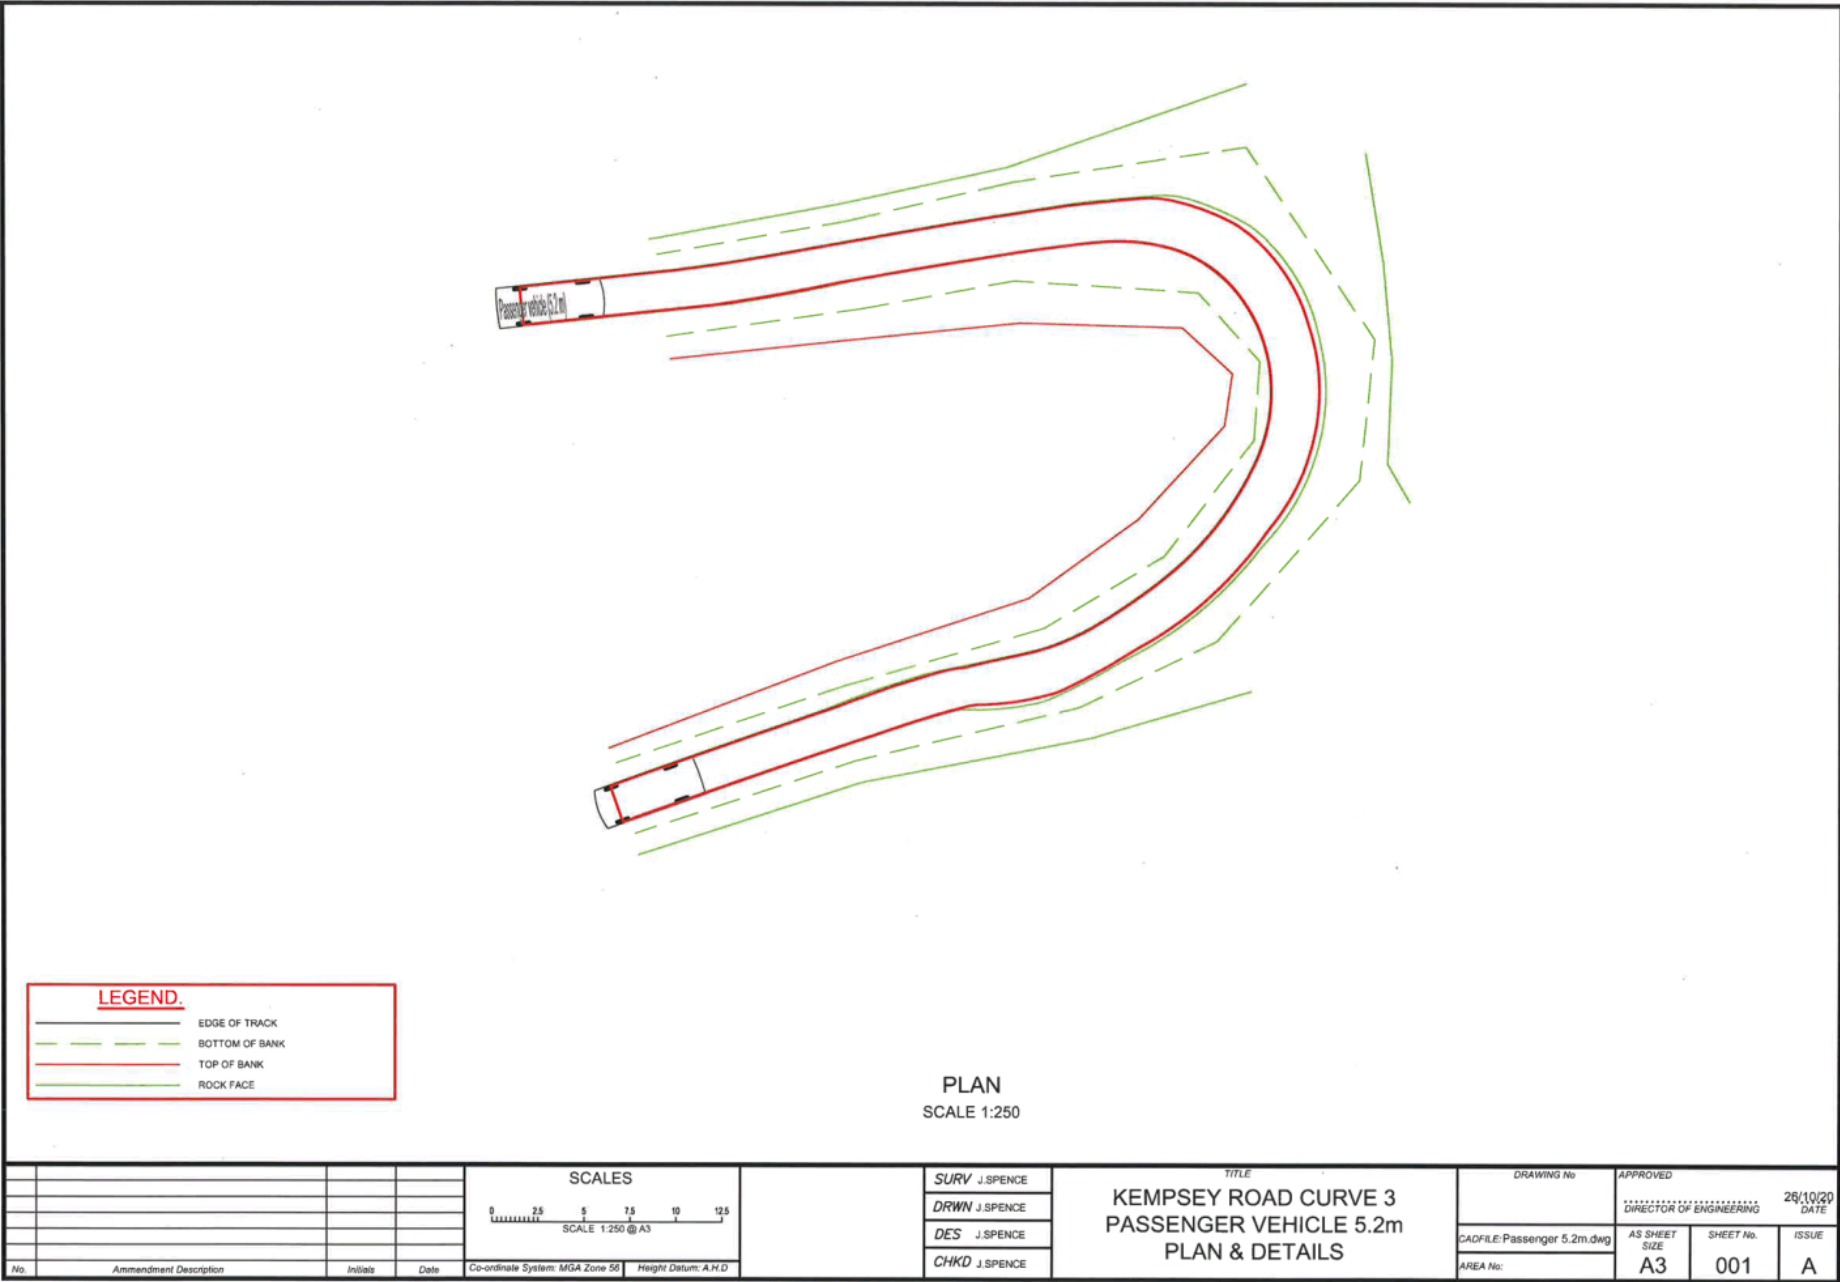 Passenger vehicle (5.2 m)
LEGEND.
EDGE OF TRACK
BOTTOM OF BANK
TOP OF BANK
ROCK FACE
PLAN
SCALE 1:250
No.
Ammendment Description
Initials
Date
SCALES
0 2.5 5 7.5 10 12.5
SCALE 1:250 @ A3
Co-ordinate System: MGA Zone 56
Height Datum: A.H.D
SURV J.SPENCE
DRWN J.SPENCE
DES J.SPENCE
CHKD J.SPENCE
TITLE
KEMPSEY ROAD CURVE 3
PASSENGER VEHICLE 5.2m
PLAN & DETAILS
DRAWING No
CADFILE:Passenger 5.2m.dwg
AREA No:
APPROVED
26/10/20
DIRECTOR OF ENGINEERING
DATE
AS SHEET
SIZE
A3
SHEET No.
001
ISSUE
A